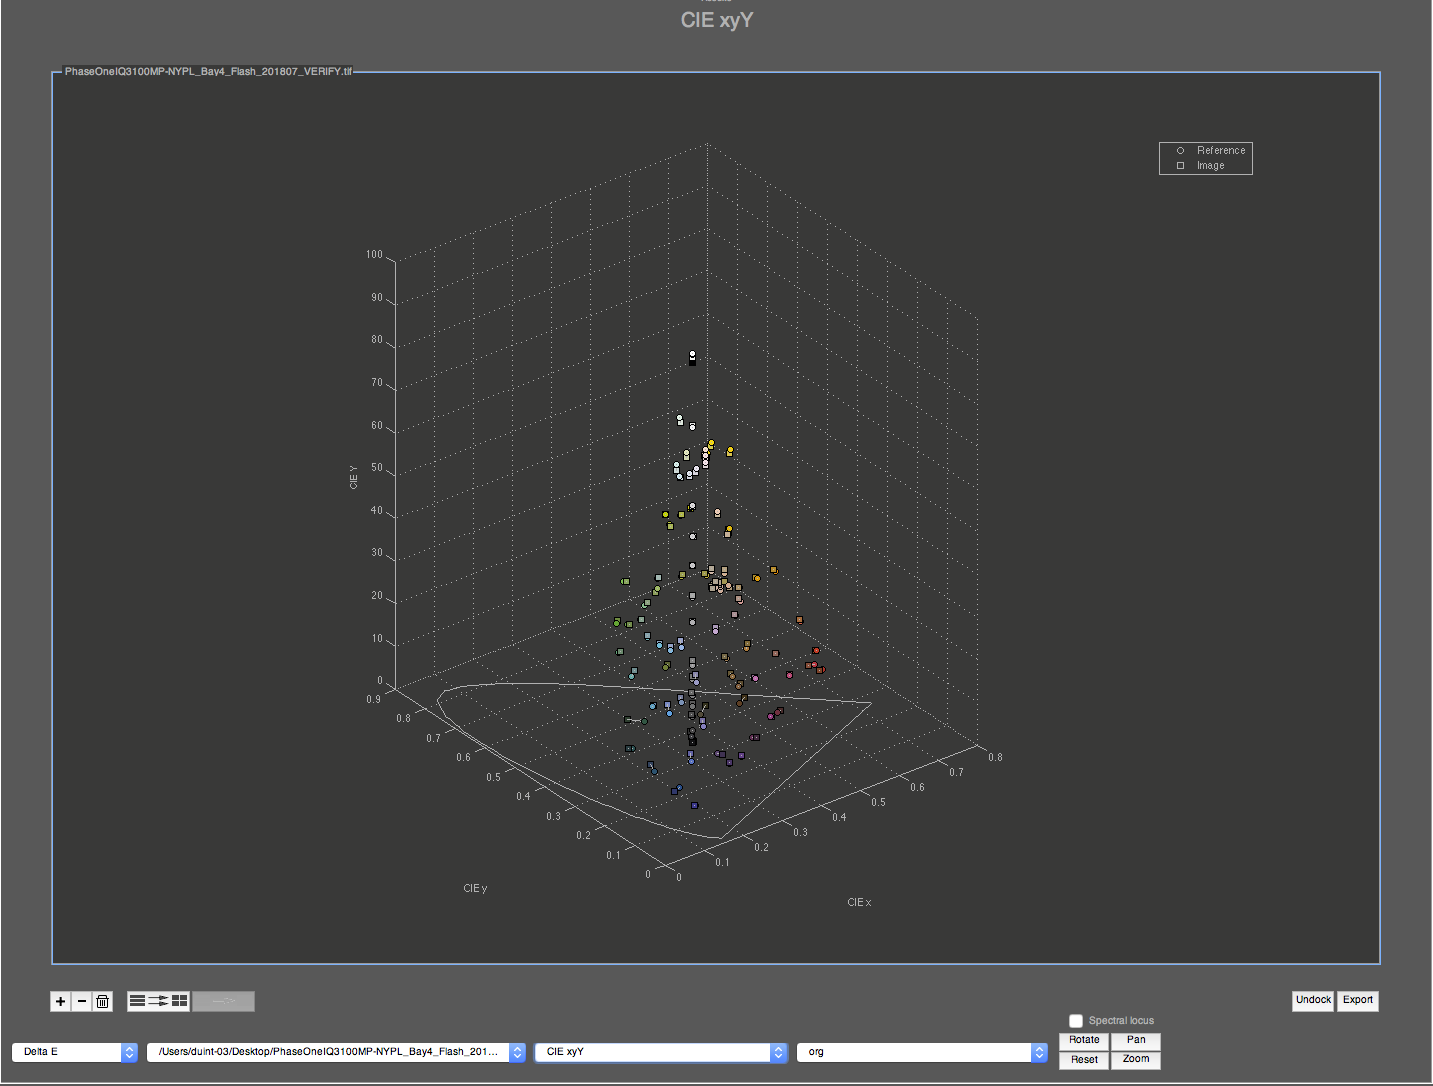 CIE xyY
PhaseOneIQ3100MP-NYPL_Bay4_Flash_201807_VERIFY.tif
Reference
Image
100
90
80
70
60
50
40
30
20
10
0
CIE Y
0.9
0.8
0.7
0.6
0.5
0.4
0.3
0.2
0.1
0
CIE y
0
0.1
0.2
0.3
0.4
0.5
0.6
0.7
0.8
CIE x
+ −
Undock Export
Spectral locus
Delta E /Users/duint-03/Desktop/PhaseOneIQ3100MP-NYPL_Bay4_Flash_201... CIE xyY org
Rotate Pan
Reset Zoom